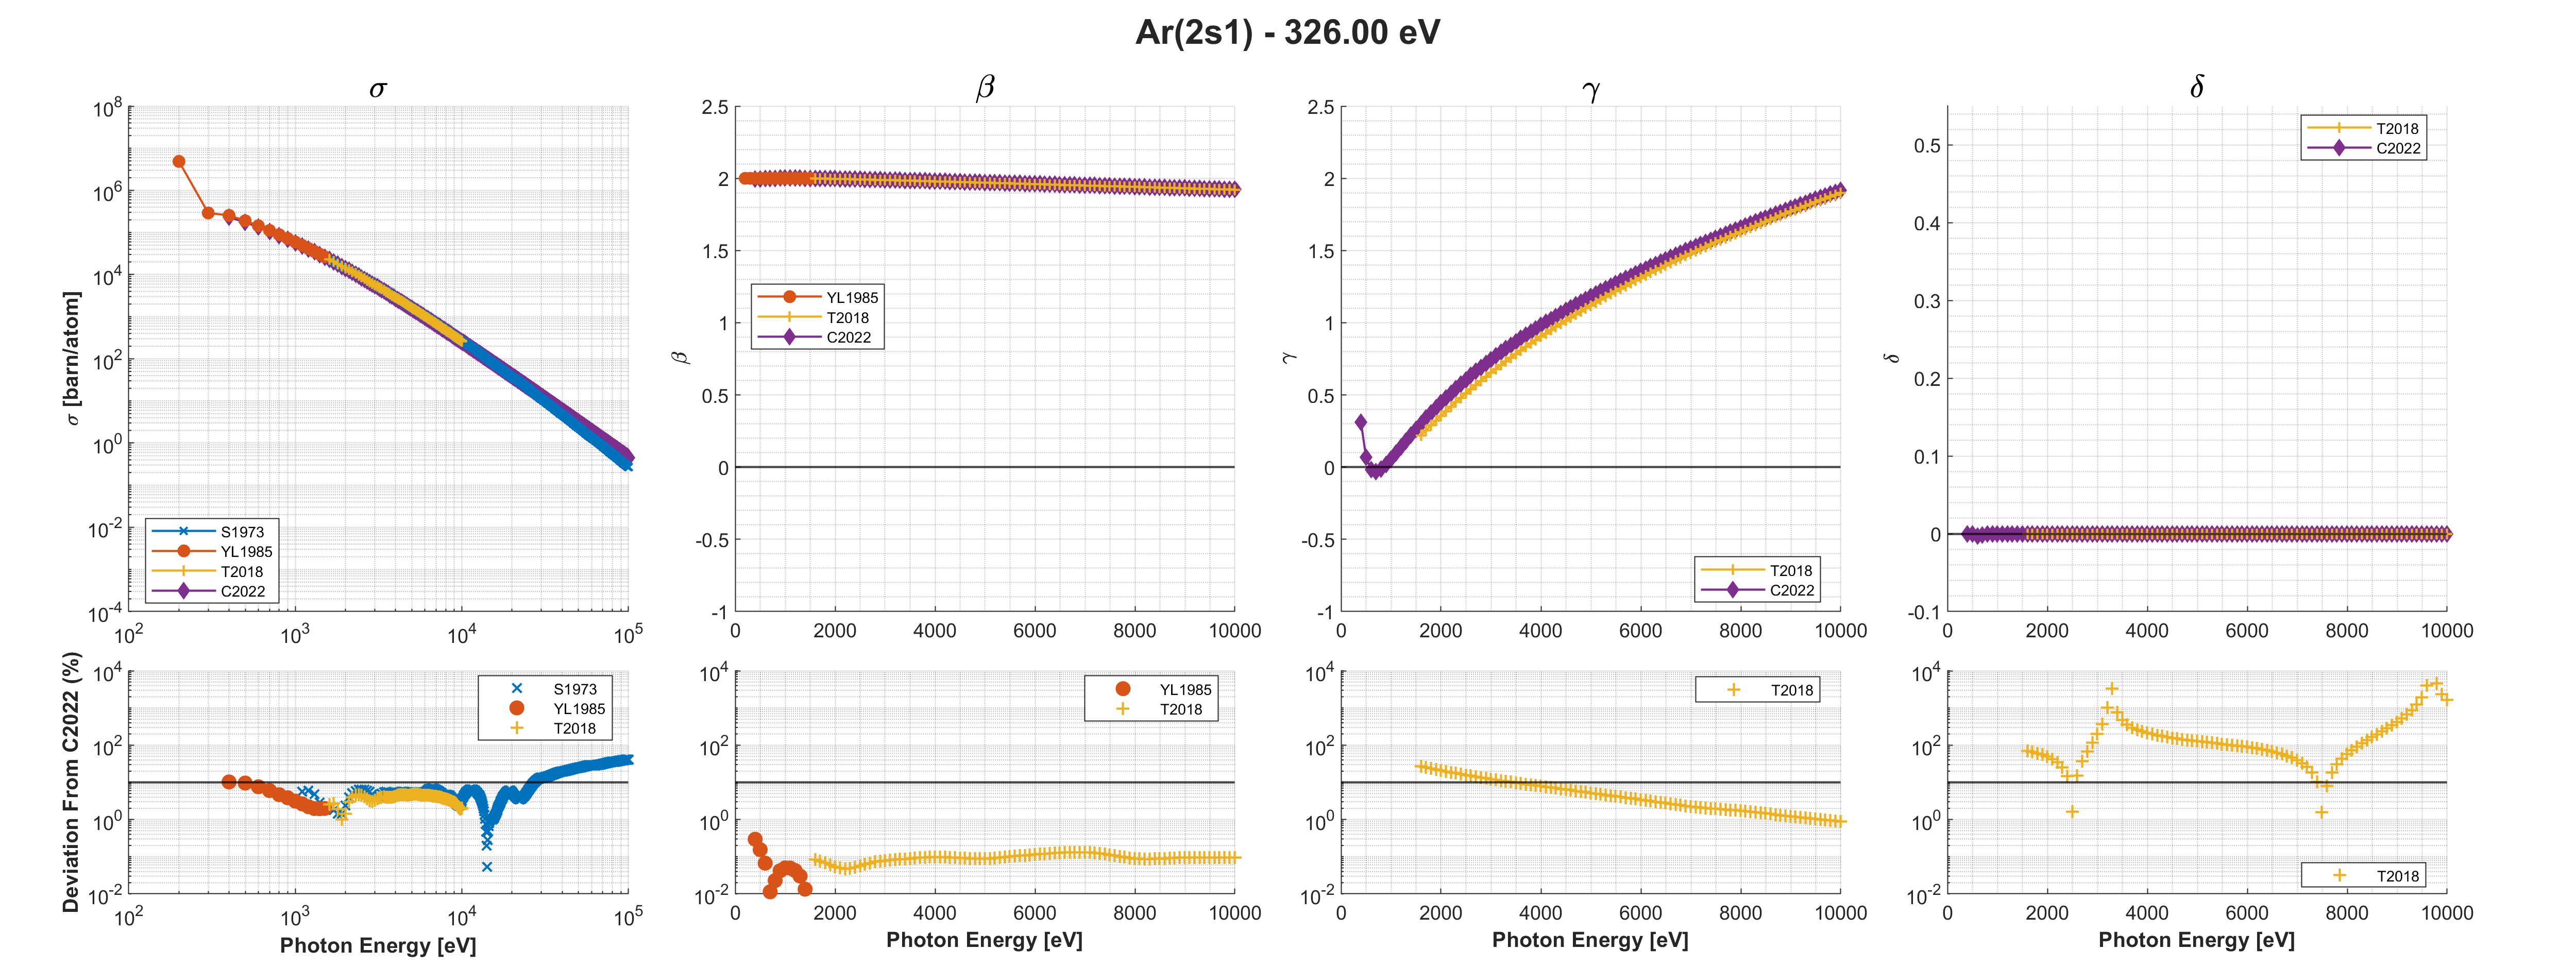 Ar(2s1) - 326.00 eV
σ
10^8
10^6
10^4
10^2
10^0
10^-2
10^-4
σ [barn/atom]
10^2 10^3 10^4 10^5
S1973
YL1985
T2018
C2022
β
2.5
2
1.5
1
0.5
0
-0.5
-1
β
0 2000 4000 6000 8000 10000
YL1985
T2018
C2022
γ
2.5
2
1.5
1
0.5
0
-0.5
-1
γ
0 2000 4000 6000 8000 10000
T2018
C2022
δ
0.5
0.4
0.3
0.2
0.1
0
-0.1
δ
0 2000 4000 6000 8000 10000
T2018
C2022
10^4
10^2
10^0
10^-2
Deviation From C2022 (%)
S1973
YL1985
T2018
10^2 10^3 10^4 10^5
Photon Energy [eV]
10^4
10^2
10^0
10^-2
YL1985
T2018
0 2000 4000 6000 8000 10000
Photon Energy [eV]
10^4
10^2
10^0
10^-2
T2018
0 2000 4000 6000 8000 10000
Photon Energy [eV]
10^4
10^2
10^0
10^-2
T2018
0 2000 4000 6000 8000 10000
Photon Energy [eV]